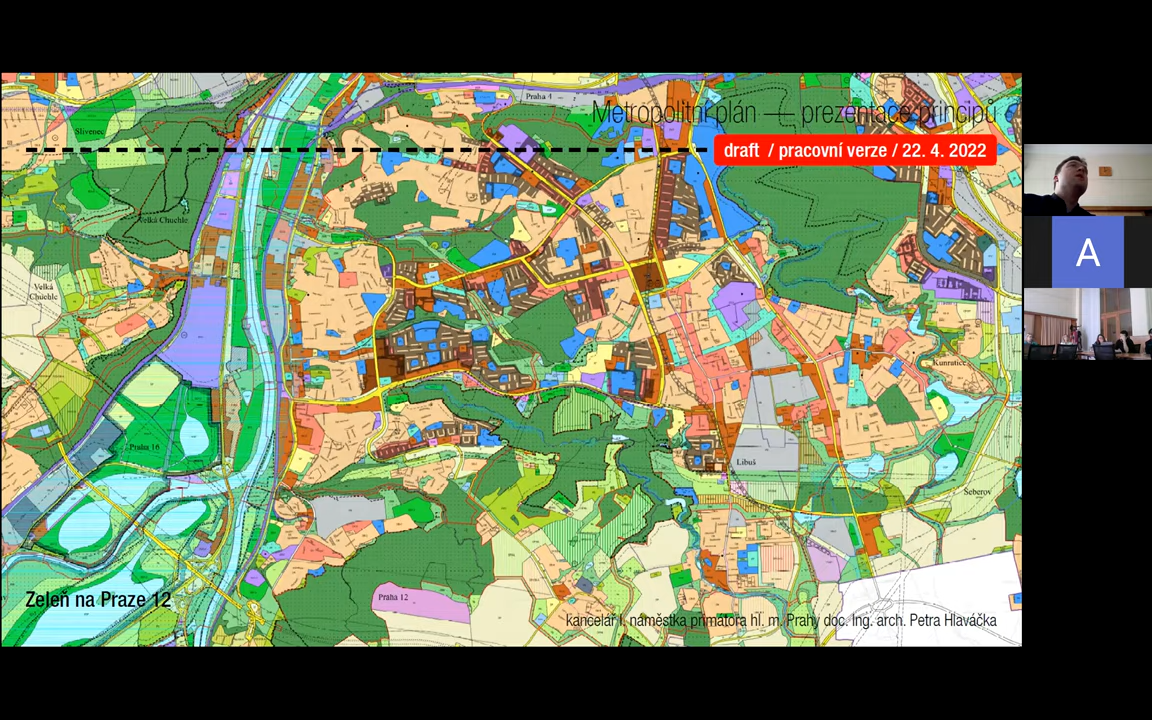 Praha 4
Metropolitní plán — prezentace principů
Slivenec
draft / pracovní verze / 22. 4. 2022
Velká Chuchle
Velká
Chuchle
A
Kunratice
Praha 16
Libuš
Šeberov
Zeleň na Praze 12
Praha 12
kancelář I. náměstka primátora hl. m. Prahy doc. Ing. arch. Petra Hlaváčka